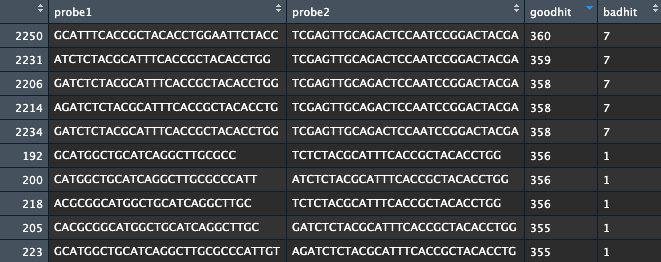 probe1 probe2 goodhit badhit
2250 GCATTTCACCGCTACACCTGGAATTCTACC TCGAGTTGCAGACTCCAATCCGGACTACGA 360 7
2231 ATCTCTACGCATTTCACCGCTACACCTGG TCGAGTTGCAGACTCCAATCCGGACTACGA 359 7
2206 GATCTCTACGCATTTCACCGCTACACCTGG TCGAGTTGCAGACTCCAATCCGGACTACGA 358 7
2214 AGATCTCTACGCATTTCACCGCTACACCTG TCGAGTTGCAGACTCCAATCCGGACTACGA 358 7
2234 GATCTCTACGCATTTCACCGCTACACCTGG TCGAGTTGCAGACTCCAATCCGGACTACGA 358 7
192 GCATGGCTGCATCAGGCTTGCGCC TCTCTACGCATTTCACCGCTACACCTGG 356 1
200 CATGGCTGCATCAGGCTTGCGCCCATT ATCTCTACGCATTTCACCGCTACACCTGG 356 1
218 ACGCGGCATGGCTGCATCAGGCTTGC TCTCTACGCATTTCACCGCTACACCTGG 356 1
205 CACGCGGCATGGCTGCATCAGGCTTGC GATCTCTACGCATTTCACCGCTACACCTGG 355 1
223 GCATGGCTGCATCAGGCTTGCGCCCATTGT AGATCTCTACGCATTTCACCGCTACACCTG 355 1